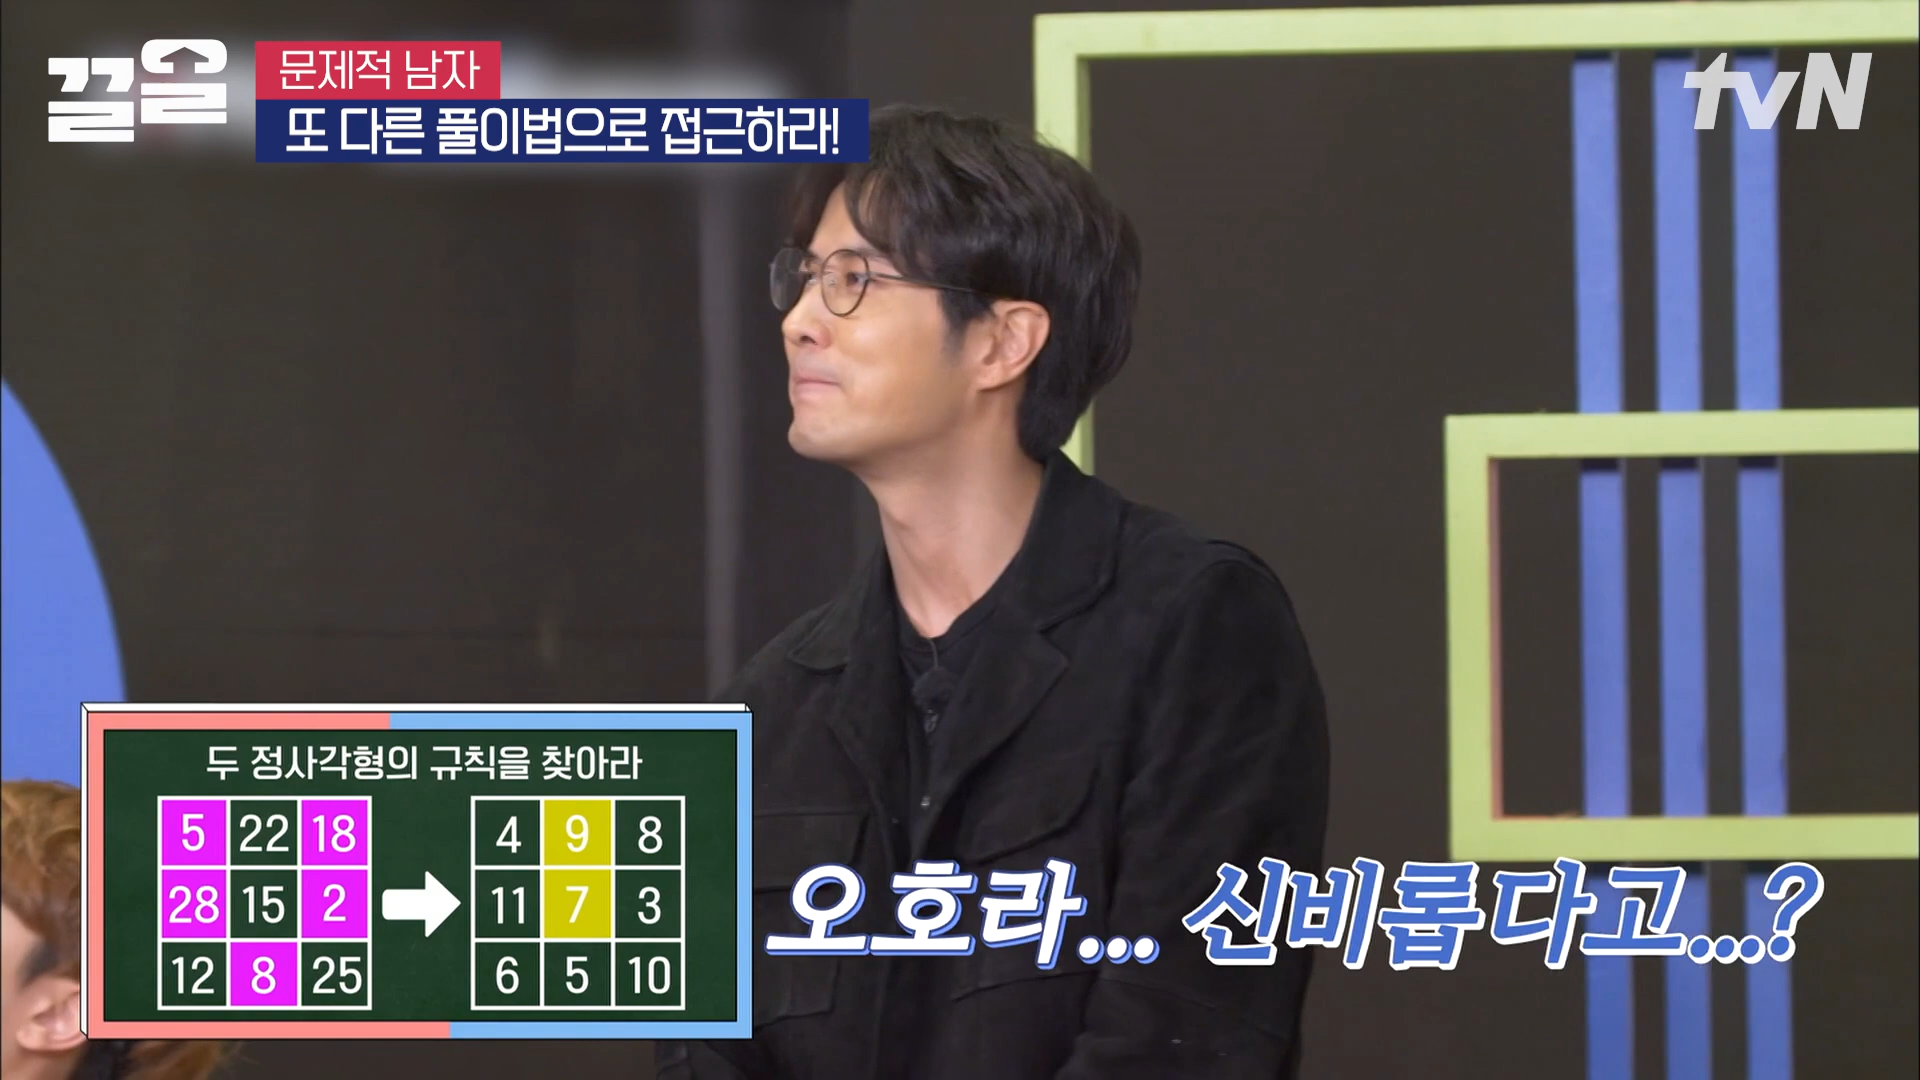 끌올
문제적 남자
또 다른 풀이법으로 접근하라!
tvN
두 정사각형의 규칙을 찾아라
5 22 18
28 15 2
12 8 25
4 9 8
11 7 3
6 5 10
오호라... 신비롭다고...?